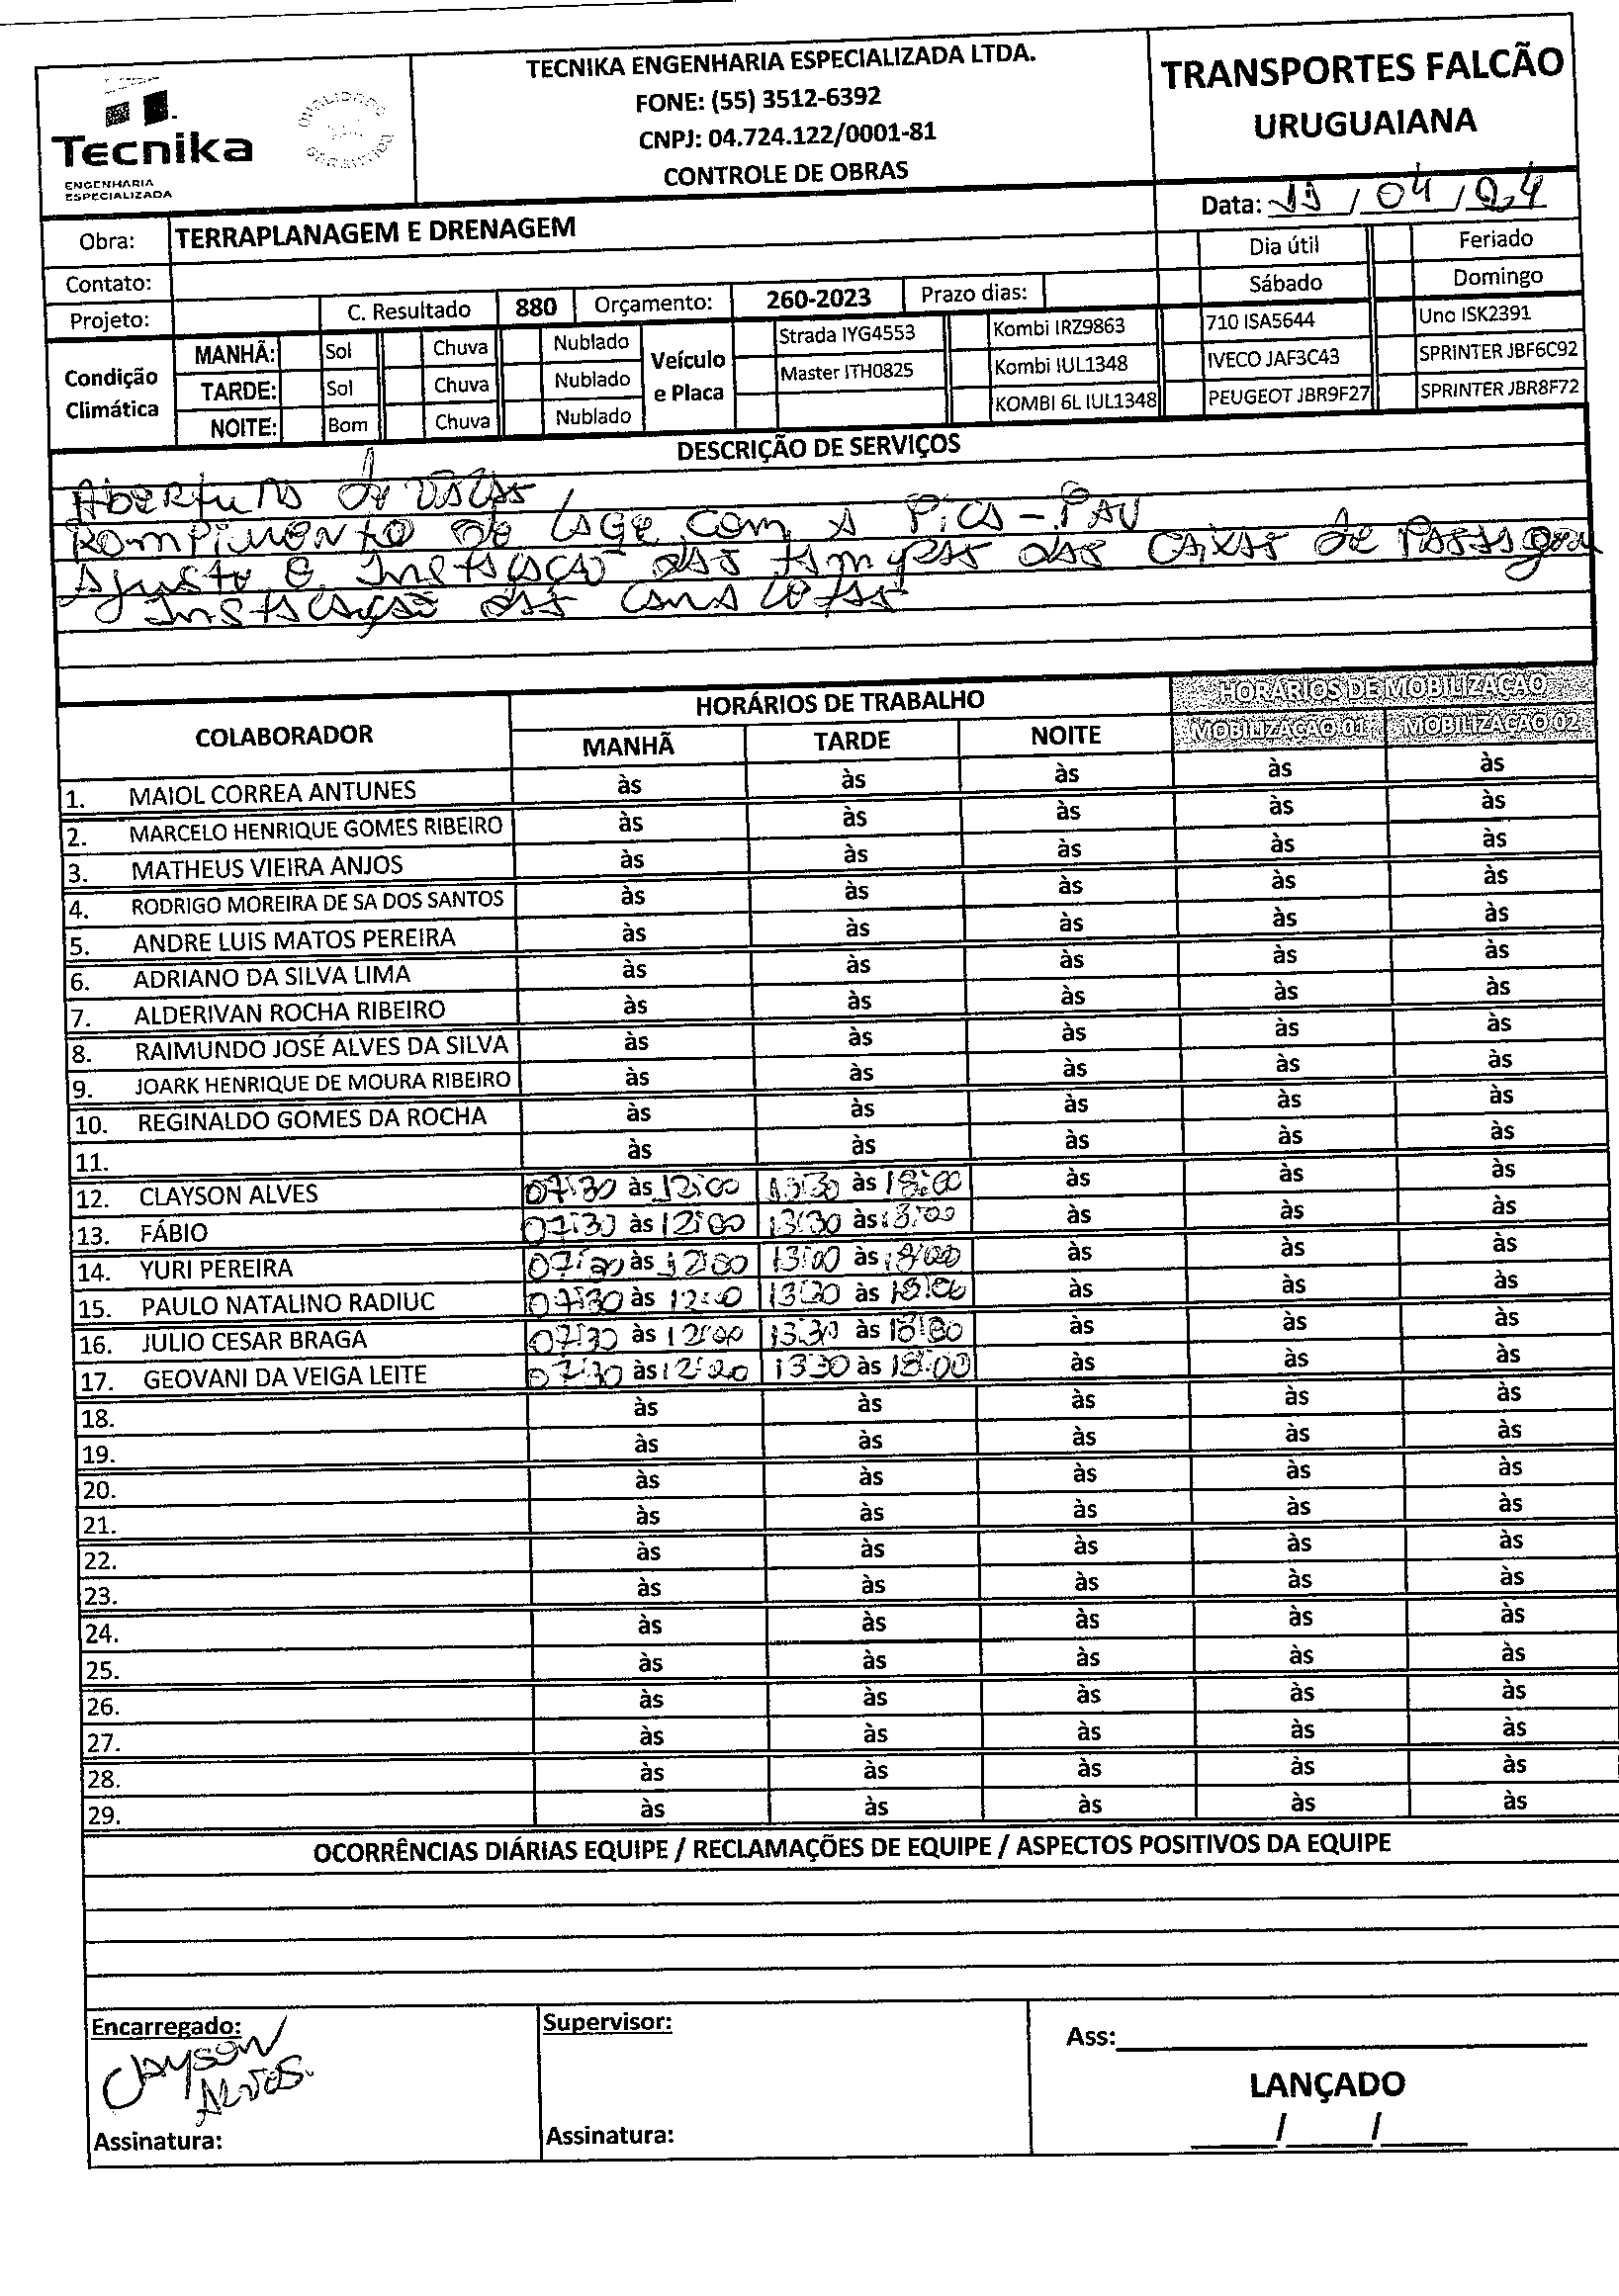 TECNIKA ENGENHARIA ESPECIALIZADA LTDA.
FONE: (55) 3512-6392
CNPJ: 04.724.122/0001-81
CONTROLE DE OBRAS
TRANSPORTES FALCÃO
URUGUAIANA
Tecnika
ENGENHARIA
ESPECIALIZADA
QUALIDADE
Data: /04/24
Obra: TERRAPLANAGEM E DRENAGEM
Dia útil Feriado
Contato:
Sábado Domingo
Projeto: C. Resultado 880 Orçamento: 260-2023 Prazo dias:
Condição Climática
MANHÃ: Sol Chuva Nublado
TARDE: Sol Chuva Nublado
NOITE: Bom Chuva Nublado
Veículo e Placa
Strada IYG4553 Kombi IRZ9863 710 ISA5644 Uno ISK2391
Master ITH0825 Kombi IUL1348 IVECO JAF3C43 SPRINTER JBF6C92
KOMBI 6L IUL1348 PEUGEOT JBR9F27 SPRINTER JBR8F72
DESCRIÇÃO DE SERVIÇOS
Abertura de valas
Rompimento de lage com a Pica-Pau
Ajuste e Instalação das tampas das caixas de Passagem
Instalação das canaletas
COLABORADOR HORÁRIOS DE TRABALHO HORÁRIOS DE MOBILIZAÇÃO
MANHÃ TARDE NOITE MOBILIZAÇAO 01 MOBILIZAÇAO 02
1. MAIOL CORREA ANTUNES às às às às às
2. MARCELO HENRIQUE GOMES RIBEIRO às às às às às
3. MATHEUS VIEIRA ANJOS às às às às às
4. RODRIGO MOREIRA DE SA DOS SANTOS às às às às às
5. ANDRE LUIS MATOS PEREIRA às às às às às
6. ADRIANO DA SILVA LIMA às às às às às
7. ALDERIVAN ROCHA RIBEIRO às às às às às
8. RAIMUNDO JOSÉ ALVES DA SILVA às às às às às
9. JOARK HENRIQUE DE MOURA RIBEIRO às às às às às
10. REGINALDO GOMES DA ROCHA às às às às às
11. às às às às às
12. CLAYSON ALVES 07:30 às 12:00 13:30 às 18:00 às às às
13. FÁBIO 07:30 às 12:00 13:30 às 18:00 às às às
14. YURI PEREIRA 07:30 às 12:00 13:00 às 18:00 às às às
15. PAULO NATALINO RADIUC 07:30 às 12:00 13:30 às 18:00 às às às
16. JULIO CESAR BRAGA 07:30 às 12:00 13:30 às 18:00 às às às
17. GEOVANI DA VEIGA LEITE 07:30 às 12:00 13:30 às 18:00 às às às
18. às às às às às
19. às às às às às
20. às às às às às
21. às às às às às
22. às às às às às
23. às às às às às
24. às às às às às
25. às às às às às
26. às às às às às
27. às às às às às
28. às às às às às
29. às às às às às
OCORRÊNCIAS DIÁRIAS EQUIPE / RECLAMAÇÕES DE EQUIPE / ASPECTOS POSITIVOS DA EQUIPE
Encarregado:
Clayson
Alves
Assinatura:
Supervisor:
Assinatura:
Ass:
LANÇADO
/ /